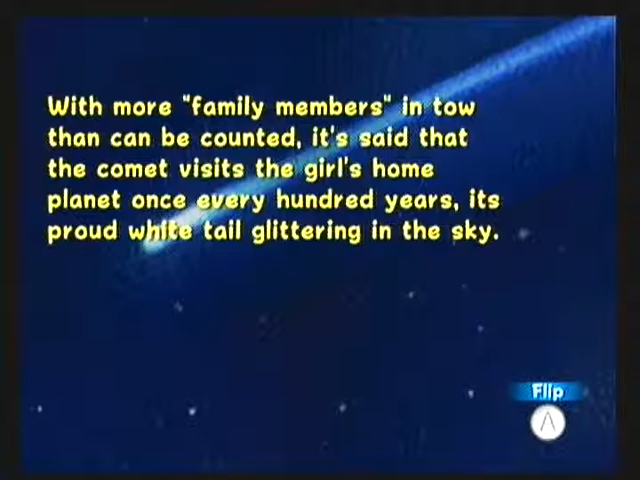 With more "family members" in tow
than can be counted, it's said that
the comet visits the girl's home
planet once every hundred years, its
proud white tail glittering in the sky.
Flip
A